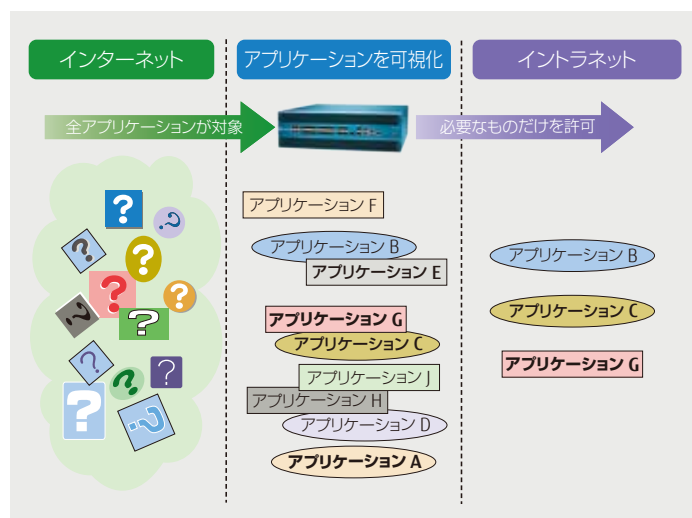 インターネット
アプリケーションを可視化
イントラネット
全アプリケーションが対象
必要なものだけを許可
?
?
?
?
?
?
?
?
?
?
?
?
?
アプリケーション F
アプリケーション B
アプリケーション E
アプリケーション G
アプリケーション C
アプリケーション J
アプリケーション H
アプリケーション D
アプリケーション A
アプリケーション B
アプリケーション C
アプリケーション G